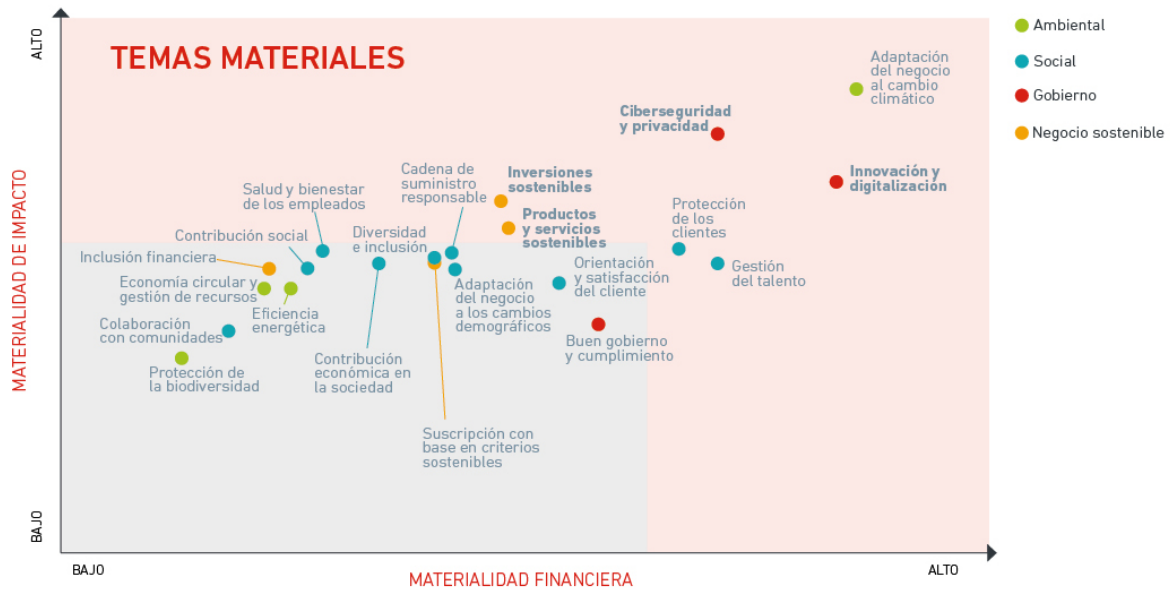 ALTO
TEMAS MATERIALES
Adaptación
del negocio
al cambio
climático
Ambiental
Social
Gobierno
Negocio sostenible
Ciberseguridad
y privacidad
Innovación y
digitalización
Cadena de
suministro
responsable
Inversiones
sostenibles
Salud y bienestar
de los empleados
Productos
y servicios
sostenibles
Protección
de los
clientes
Contribución social
Diversidad
e inclusión
Inclusión financiera
Orientación
y satisfacción
del cliente
Gestión
del talento
Economía circular y
gestión de recursos
Adaptación
del negocio
a los cambios
demográficos
Eficiencia
energética
Colaboración
con comunidades
Buen gobierno
y cumplimiento
Contribución
económica en
la sociedad
Protección de
la biodiversidad
Suscripción con
base en criterios
sostenibles
MATERIALIDAD DE IMPACTO
BAJO
BAJO
MATERIALIDAD FINANCIERA
ALTO